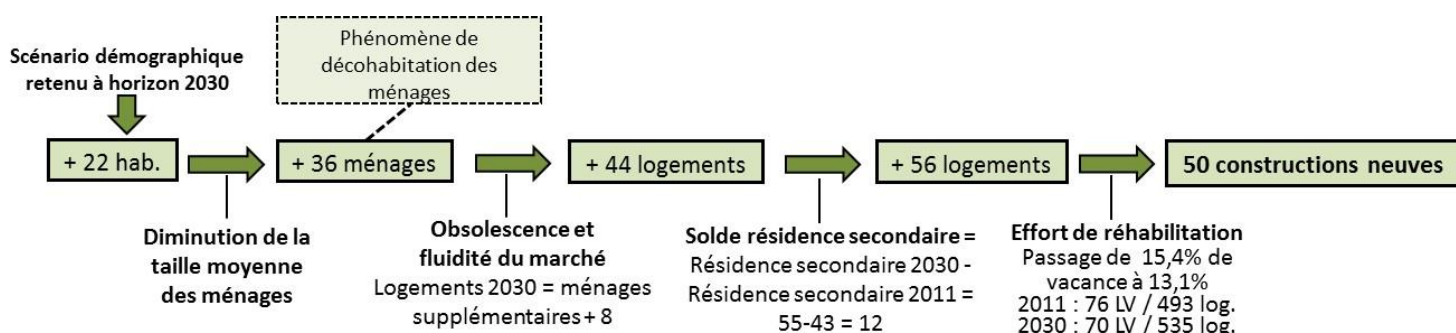 Scénario démographique
retenu à horizon 2030
Phénomène de
décohabitation des
ménages
+ 22 hab.
+ 36 ménages
+ 44 logements
+ 56 logements
50 constructions neuves
Diminution de la
taille moyenne
des ménages
Obsolescence et
fluidité du marché
Logements 2030 = ménages
supplémentaires + 8
Solde résidence secondaire =
Résidence secondaire 2030 -
Résidence secondaire 2011 =
55-43 = 12
Effort de réhabilitation
Passage de 15,4% de
vacance à 13,1%
2011 : 76 LV / 493 log.
2030 : 70 LV / 535 log.